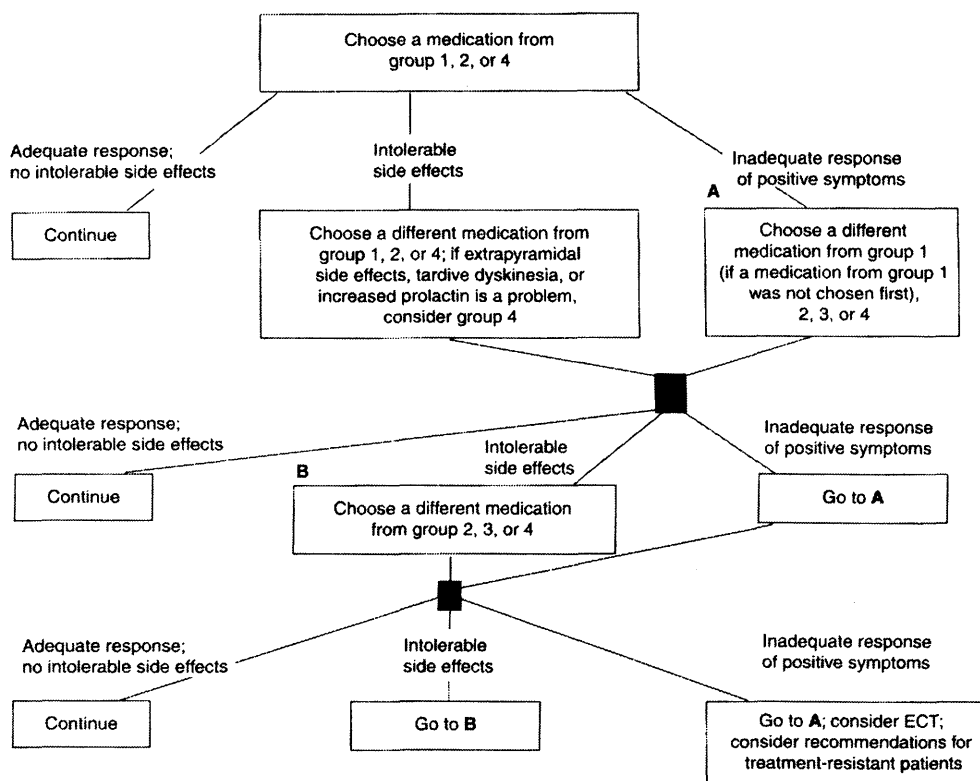 Choose a medication from
group 1, 2, or 4
Adequate response;
no intolerable side effects
Intolerable
side effects
Inadequate response
of positive symptoms
A
Continue
Choose a different medication from
group 1, 2, or 4; if extrapyramidal
side effects, tardive dyskinesia, or
increased prolactin is a problem,
consider group 4
Choose a different
medication from group 1
(if a medication from group 1
was not chosen first),
2, 3, or 4
Adequate response;
no intolerable side effects
Intolerable
side effects
Inadequate response
of positive symptoms
Continue
B
Choose a different medication
from group 2, 3, or 4
Go to A
Adequate response;
no intolerable side effects
Intolerable
side effects
Inadequate response
of positive symptoms
Continue
Go to B
Go to A; consider ECT;
consider recommendations for
treatment-resistant patients